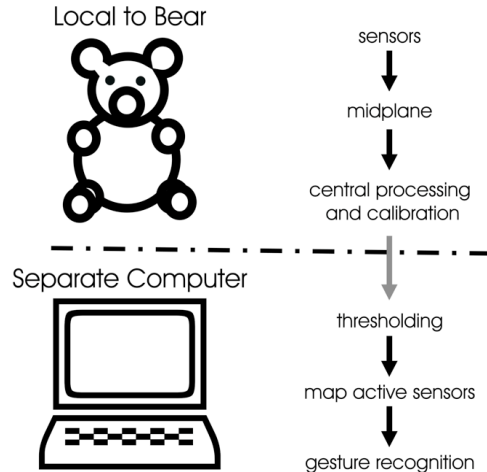 Local to Bear
sensors
midplane
central processing
and calibration
Separate Computer
thresholding
map active sensors
gesture recognition